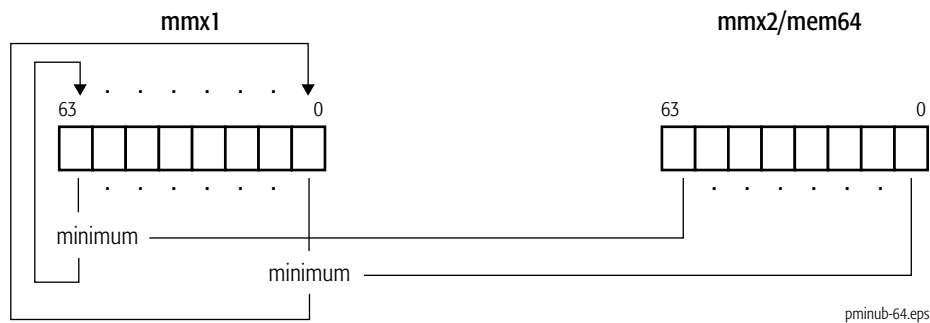 mmx1 mmx2/mem64
. . . . . .
63 0 63 0
. . . . . . . . . . . .
minimum
minimum
pminub-64.eps